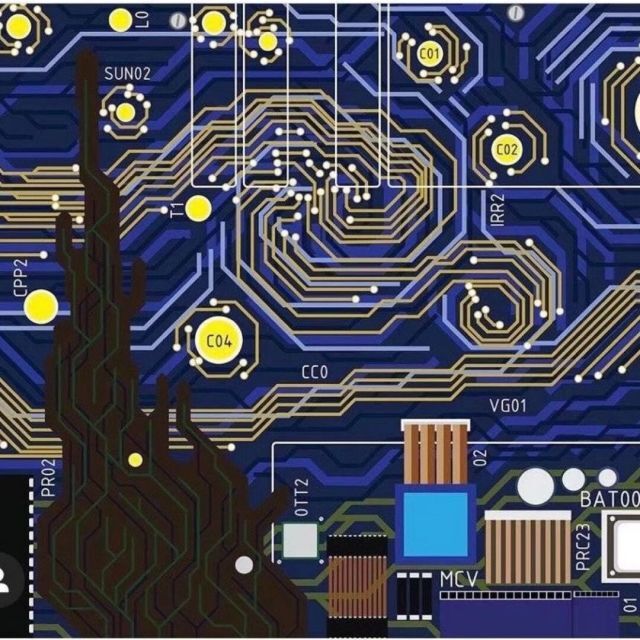 L0
C01
SUN02
C02
T1
IRR2
CPP2
C04
CC0
VG01
02
PR02
OTT2
BAT00
PRC23
MCV
01